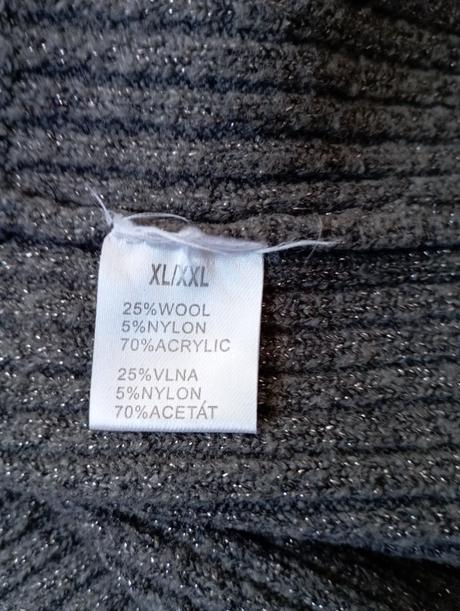 XL/XXL
25%WOOL
5%NYLON
70%ACRYLIC
25%VLNA
5%NYLON
70%ACETÁT